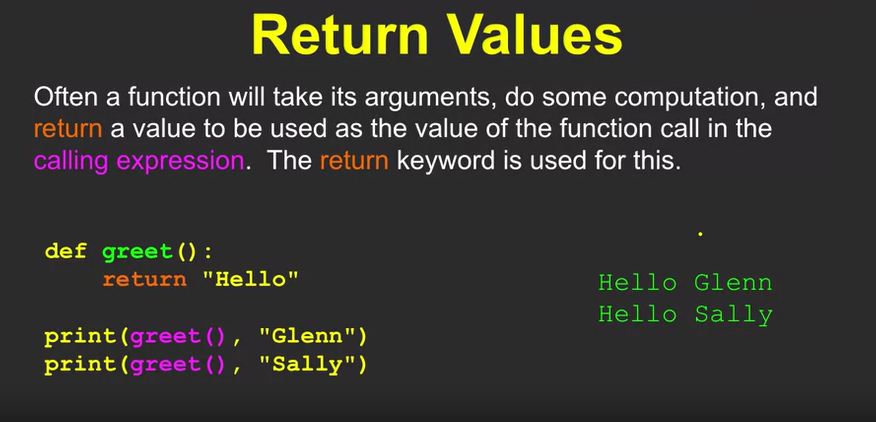 Return Values
Often a function will take its arguments, do some computation, and
return a value to be used as the value of the function call in the
calling expression.  The return keyword is used for this.
def greet():
    return "Hello"
print(greet(), "Glenn")
print(greet(), "Sally")
Hello Glenn
Hello Sally